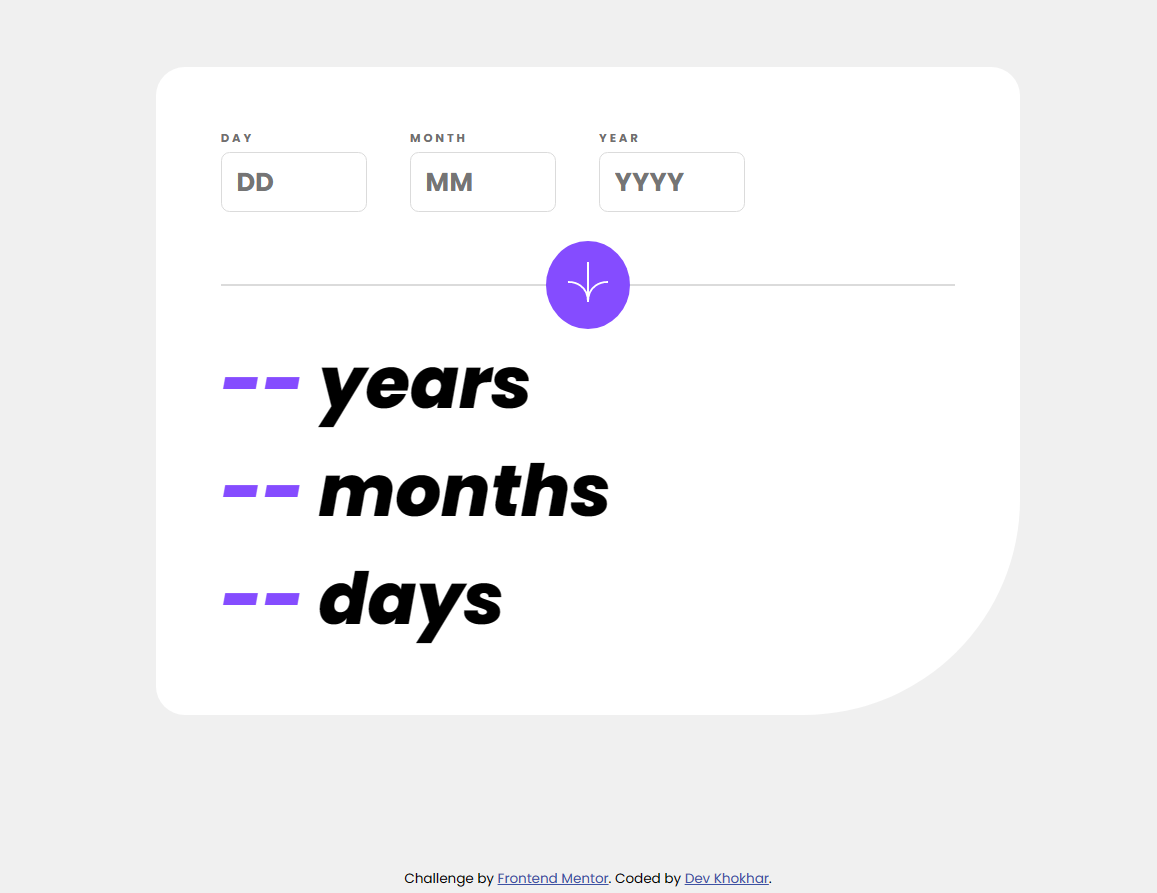 DAY MONTH YEAR
DD MM YYYY
-- years
-- months
-- days
Challenge by Frontend Mentor. Coded by Dev Khokhar.